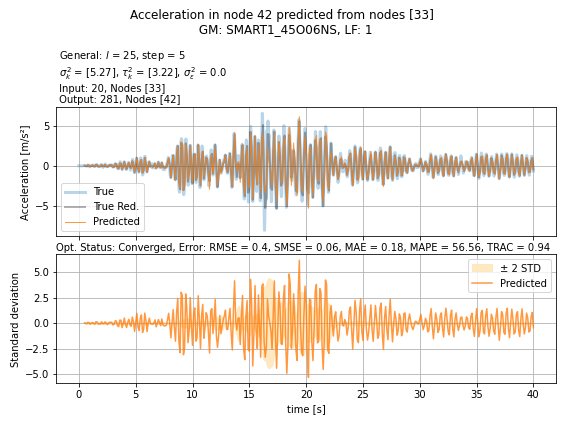 Acceleration in node 42 predicted from nodes [33]
GM: SMART1_45O06NS, LF: 1
General: l = 25, step = 5
σ²ₖ = [5.27], τ²ₖ = [3.22], σ²ε = 0.0
Input: 20, Nodes [33]
Output: 281, Nodes [42]
Acceleration [m/s²]
5
0
−5
True
True Red.
Predicted
Opt. Status: Converged, Error: RMSE = 0.4, SMSE = 0.06, MAE = 0.18, MAPE = 56.56, TRAC = 0.94
Standard deviation
5.0
2.5
0.0
−2.5
−5.0
± 2 STD
Predicted
0 5 10 15 20 25 30 35 40
time [s]